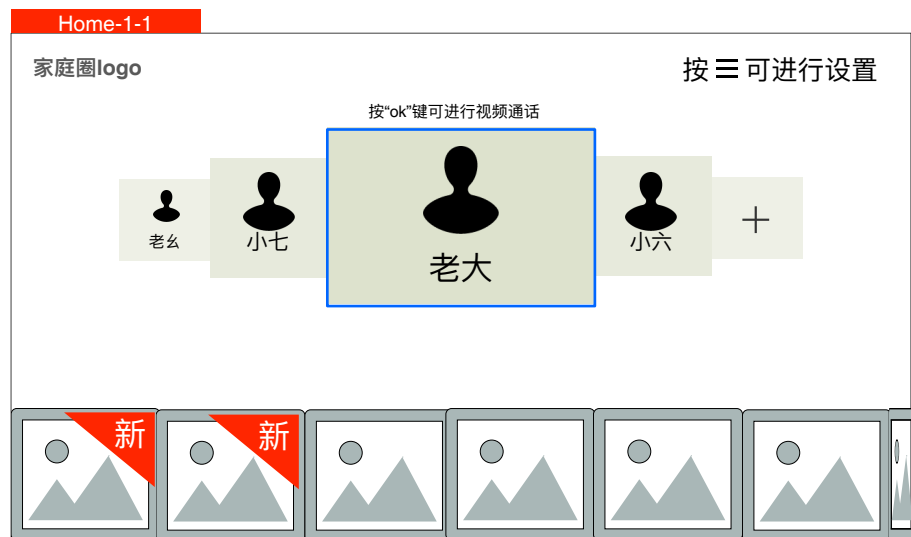 Home-1-1
家庭圈logo
按 三 可进行设置
按“ok”键可进行视频通话
老幺
小七
老大
小六
新
新